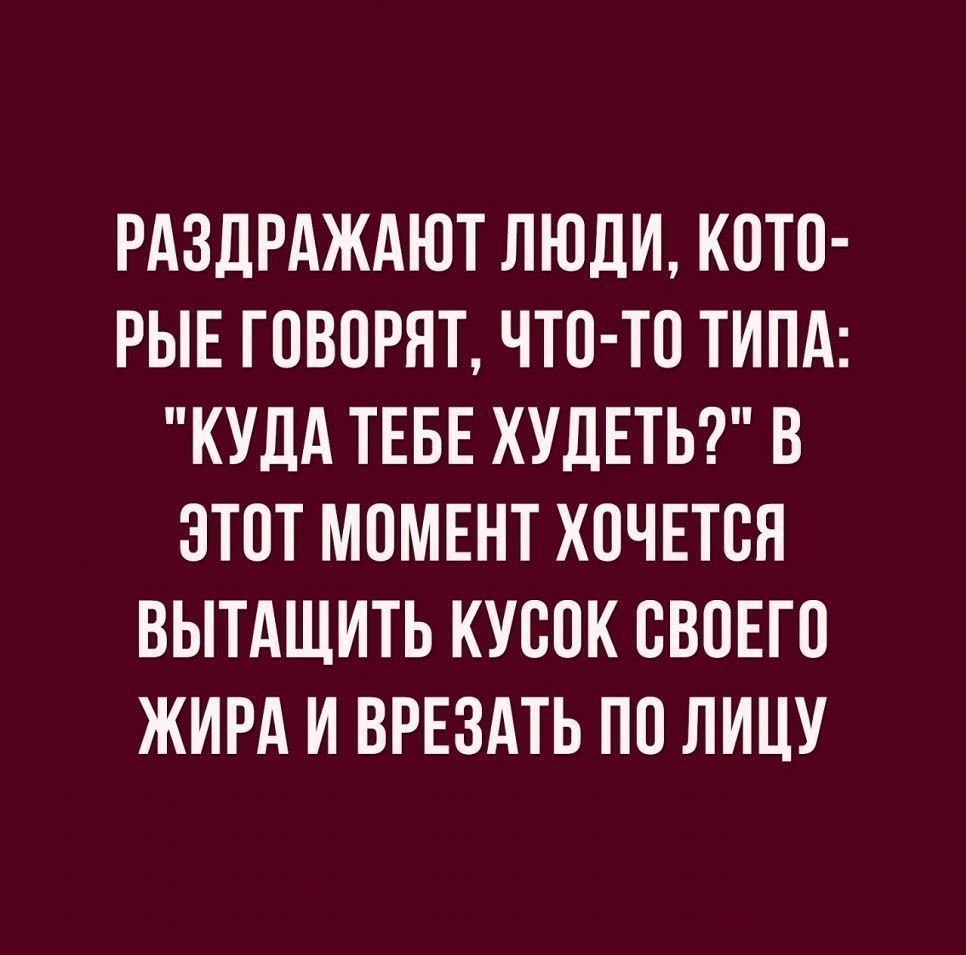 РАЗДРАЖАЮТ ЛЮДИ, КОТО-
РЫЕ ГОВОРЯТ, ЧТО-ТО ТИПА:
"КУДА ТЕБЕ ХУДЕТЬ?" В
ЭТОТ МОМЕНТ ХОЧЕТСЯ
ВЫТАЩИТЬ КУСОК СВОЕГО
ЖИРА И ВРЕЗАТЬ ПО ЛИЦУ